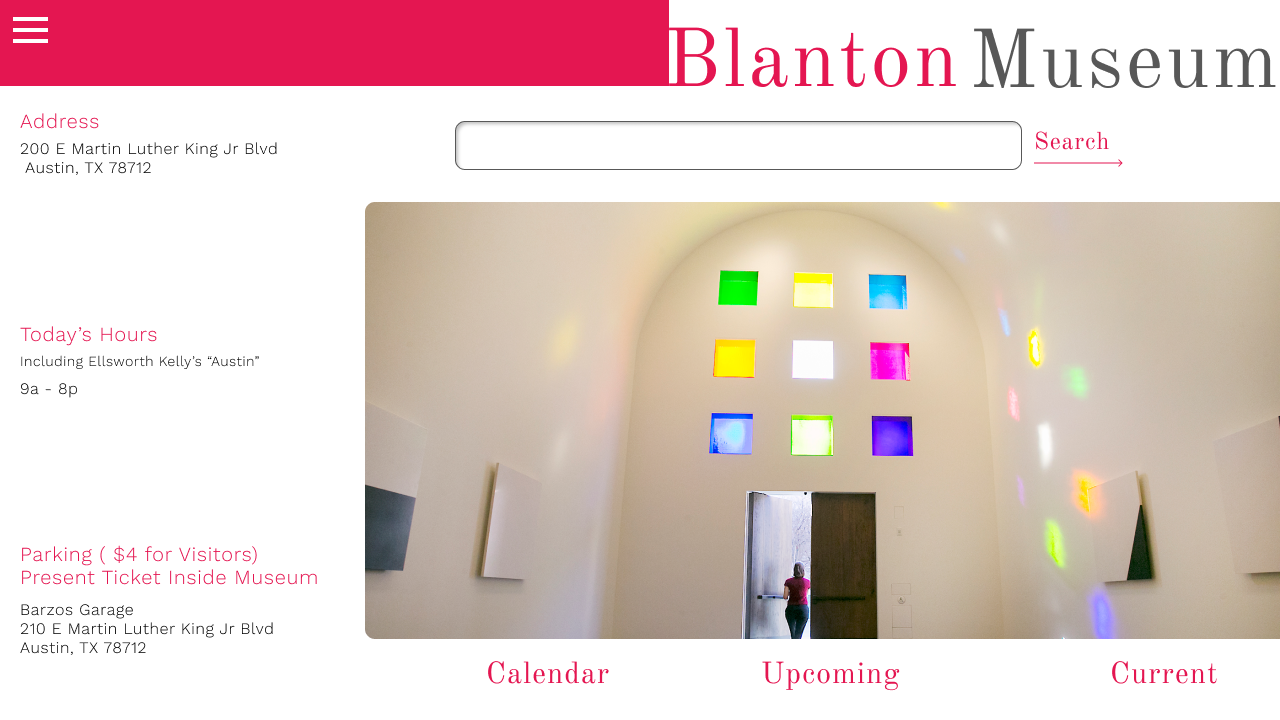 Blanton Museum
Address
200 E Martin Luther King Jr Blvd
Austin, TX 78712
Search
Today’s Hours
Including Ellsworth Kelly’s “Austin”
9a - 8p
Parking ( $4 for Visitors)
Present Ticket Inside Museum
Barzos Garage
210 E Martin Luther King Jr Blvd
Austin, TX 78712
Calendar
Upcoming
Current